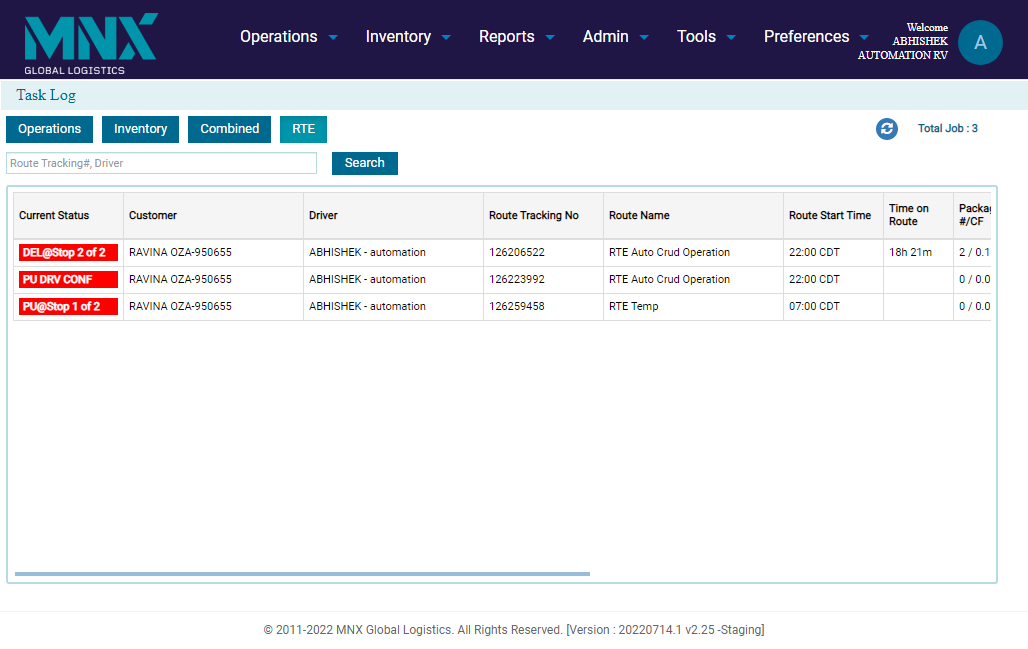 MNX
GLOBAL LOGISTICS
Operations Inventory Reports Admin Tools Preferences
Welcome
ABHISHEK
AUTOMATION RV
A
Task Log
Operations Inventory Combined RTE
Total Job : 3
Route Tracking#, Driver Search
Current Status Customer Driver Route Tracking No Route Name Route Start Time Time on Route Packag #/CF
DEL@Stop 2 of 2 RAVINA OZA-950655 ABHISHEK - automation 126206522 RTE Auto Crud Operation 22:00 CDT 18h 21m 2 / 0.1
PU DRV CONF RAVINA OZA-950655 ABHISHEK - automation 126223992 RTE Auto Crud Operation 22:00 CDT 0 / 0.0
PU@Stop 1 of 2 RAVINA OZA-950655 ABHISHEK - automation 126259458 RTE Temp 07:00 CDT 0 / 0.0
© 2011-2022 MNX Global Logistics. All Rights Reserved. [Version : 20220714.1 v2.25 -Staging]